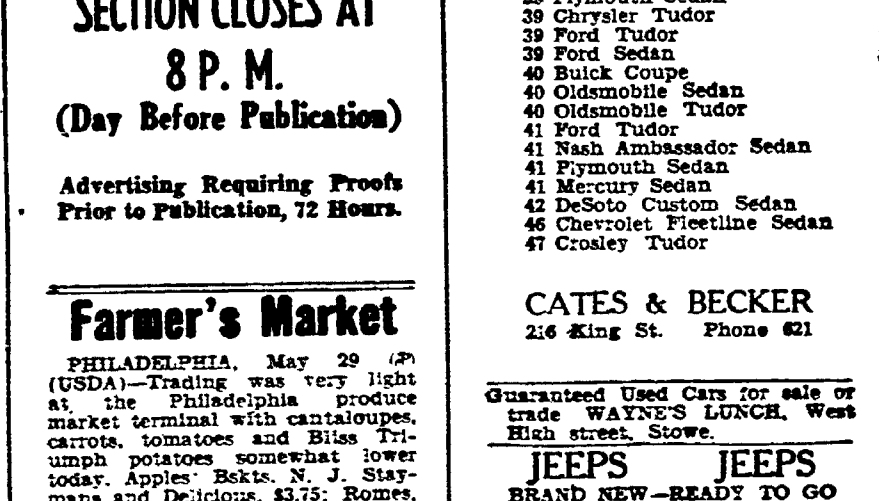 SECTION CLOSES AT
8 P. M.
(Day Before Publication)
Advertising Requiring Proofs
Prior to Publication, 72 Hours.
Farmer's Market
PHILADELPHIA, May 29 (P)
(USDA)—Trading was very light
at the Philadelphia produce
market terminal with cantaloupes,
carrots, tomatoes and Bliss Tri-
umph potatoes somewhat lower
today. Apples: Bskts. N. J. Stay-
mans and Delicious, $3.75; Romes,
Plymouth Sedan
39 Chrysler Tudor
39 Ford Tudor
39 Ford Sedan
40 Buick Coupe
40 Oldsmobile Sedan
40 Oldsmobile Tudor
41 Ford Tudor
41 Nash Ambassador Sedan
41 Plymouth Sedan
41 Mercury Sedan
42 DeSoto Custom Sedan
46 Chevrolet Fleetline Sedan
47 Crosley Tudor
CATES & BECKER
216 King St. Phone 621
Guaranteed Used Cars for sale or
trade WAYNE'S LUNCH, West
High street, Stowe.
JEEPS JEEPS
BRAND NEW—READY TO GO